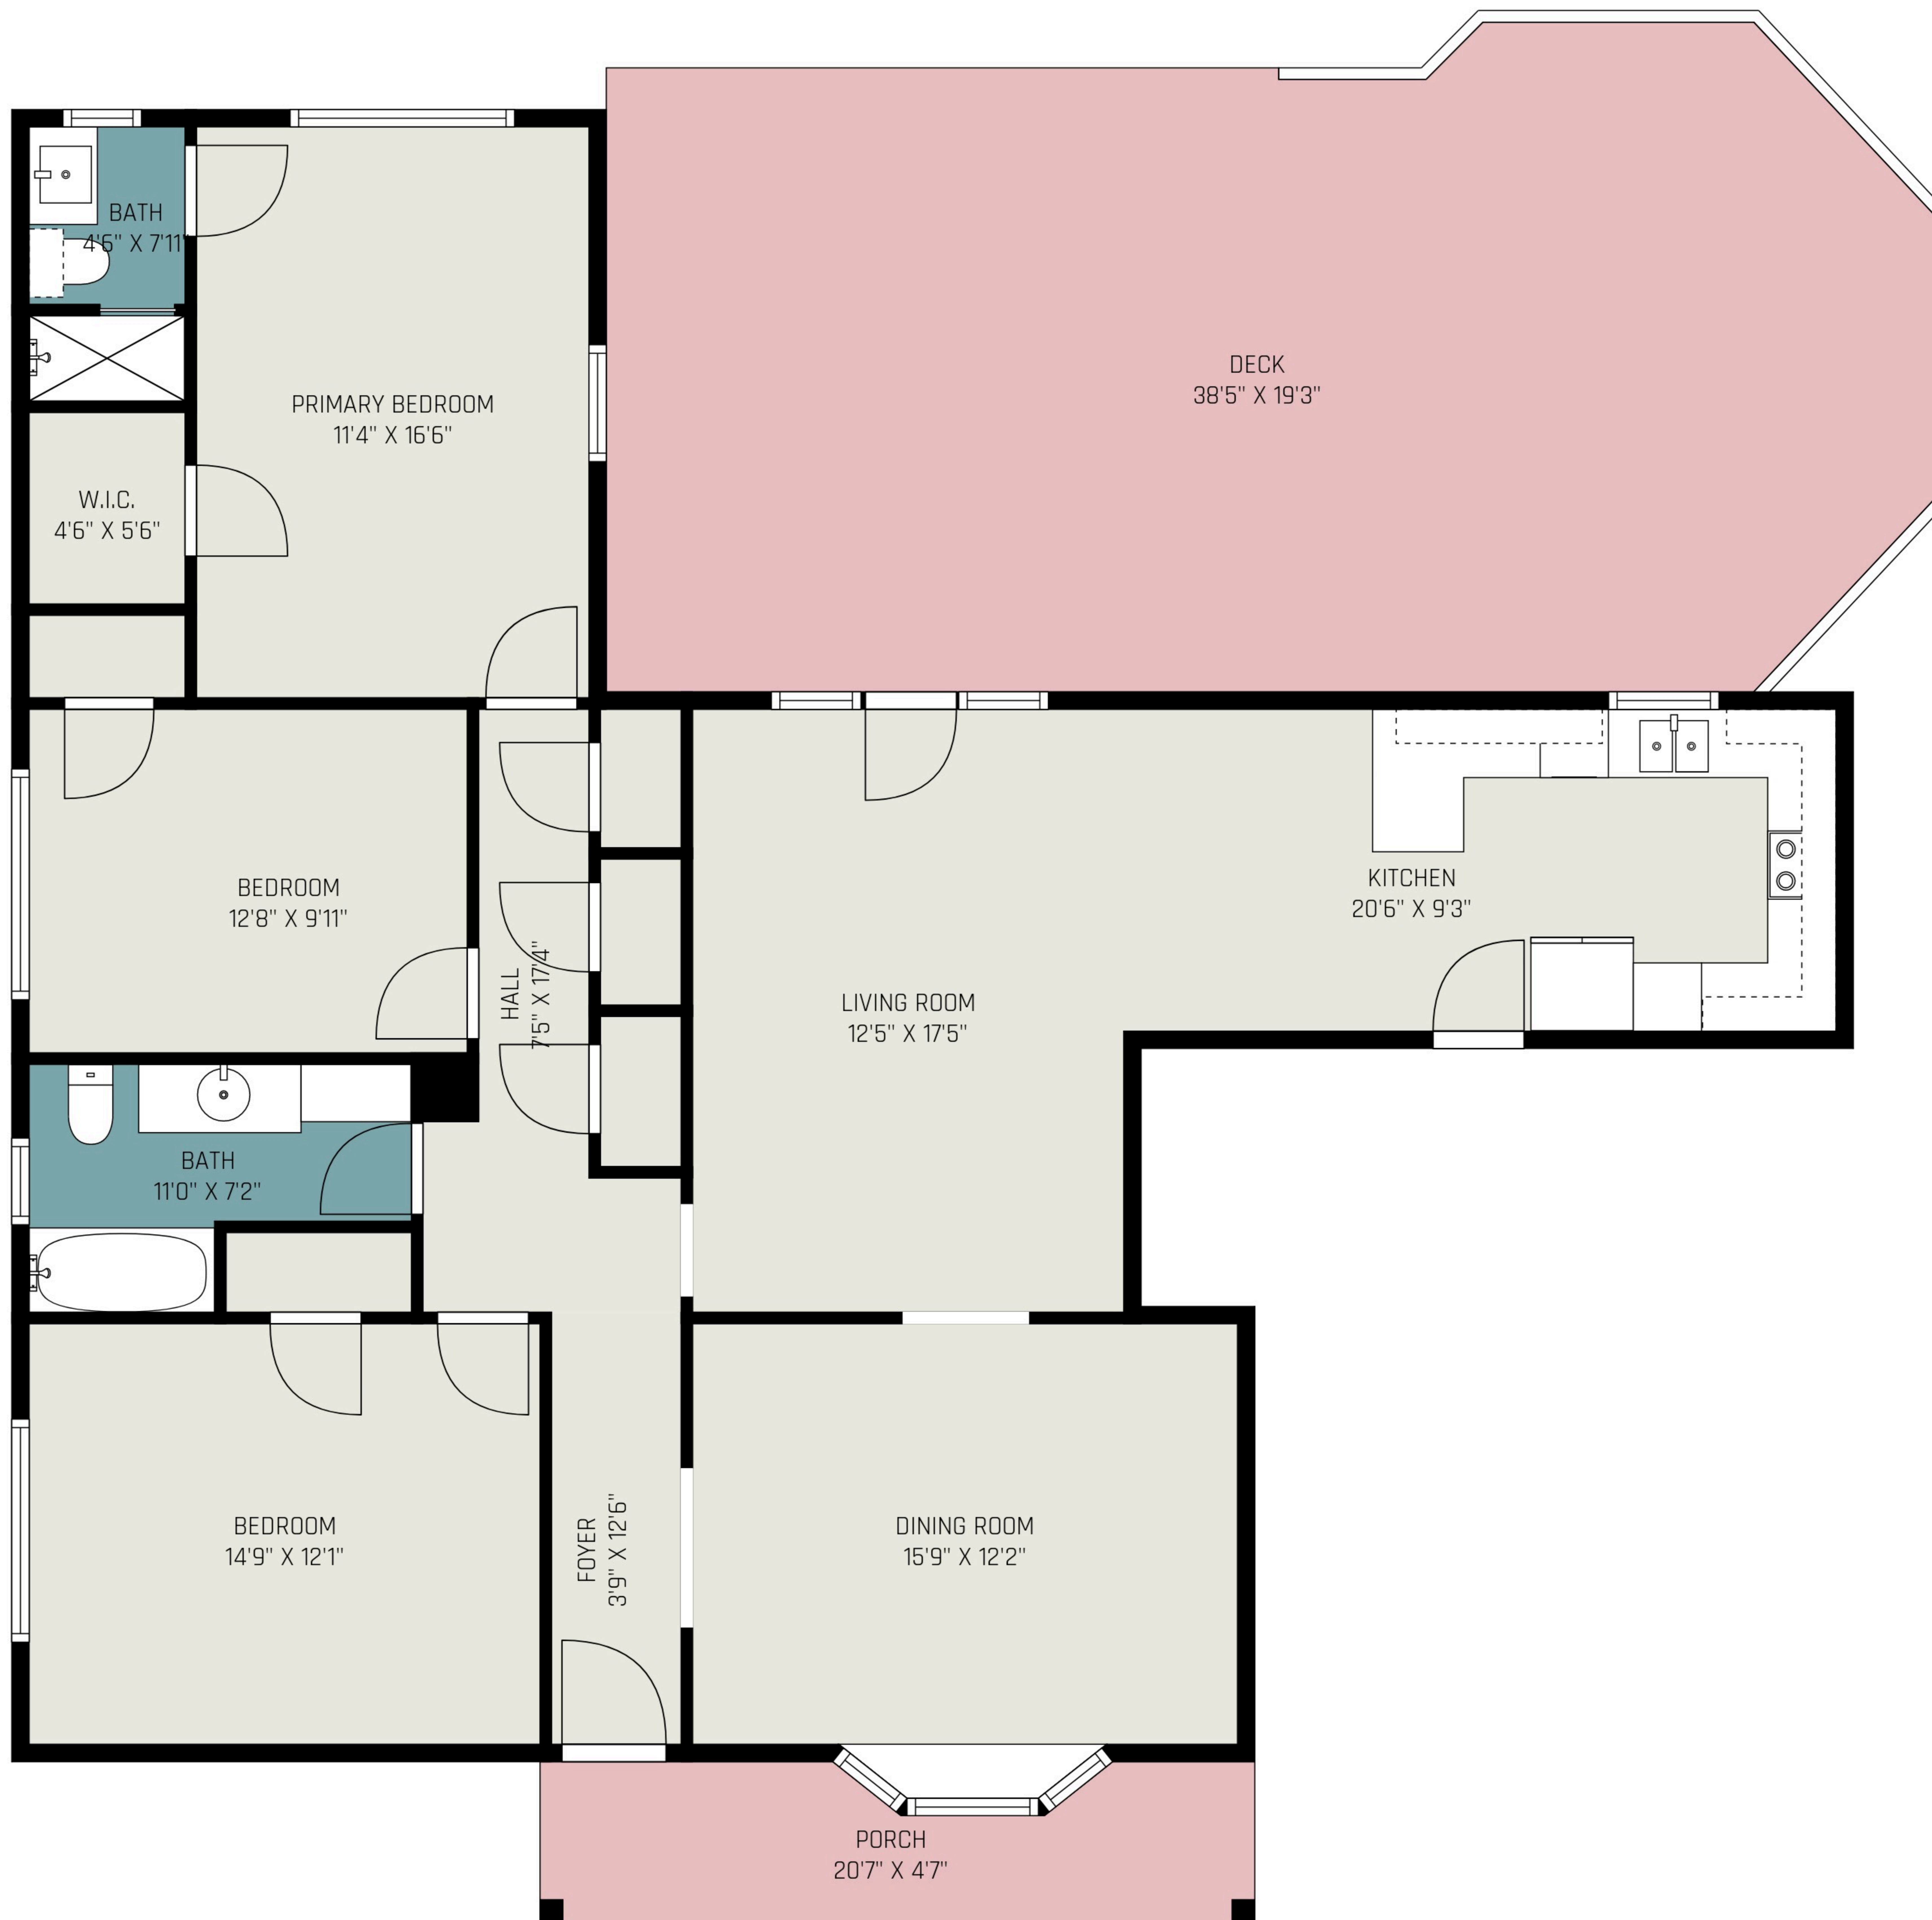 BATH
4'6" X 7'11"
DECK
38'5" X 19'3"
PRIMARY BEDROOM
11'4" X 16'6"
W.I.C.
4'6" X 5'6"
BEDROOM
12'8" X 9'11"
KITCHEN
20'6" X 9'3"
HALL
7'5" X 17'4"
LIVING ROOM
12'5" X 17'5"
BATH
11'0" X 7'2"
BEDROOM
14'9" X 12'1"
FOYER
3'9" X 12'6"
DINING ROOM
15'9" X 12'2"
PORCH
20'7" X 4'7"